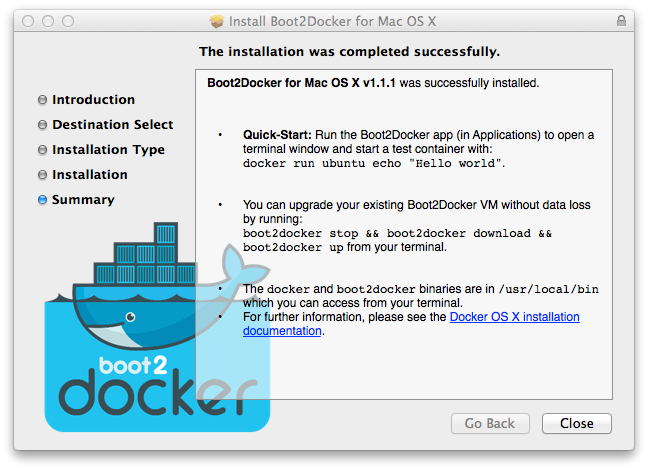 Install Boot2Docker for Mac OS X
The installation was completed successfully.
Introduction
Destination Select
Installation Type
Installation
Summary
Boot2Docker for Mac OS X v1.1.1 was successfully installed.
• Quick-Start: Run the Boot2Docker app (in Applications) to open a
terminal window and start a test container with:
docker run ubuntu echo "Hello world".
• You can upgrade your existing Boot2Docker VM without data loss
by running:
boot2docker stop && boot2docker download &&
boot2docker up from your terminal.
• The docker and boot2docker binaries are in /usr/local/bin
which you can access from your terminal.
• For further information, please see the Docker OS X installation
documentation.
boot2
docker
Go Back
Close